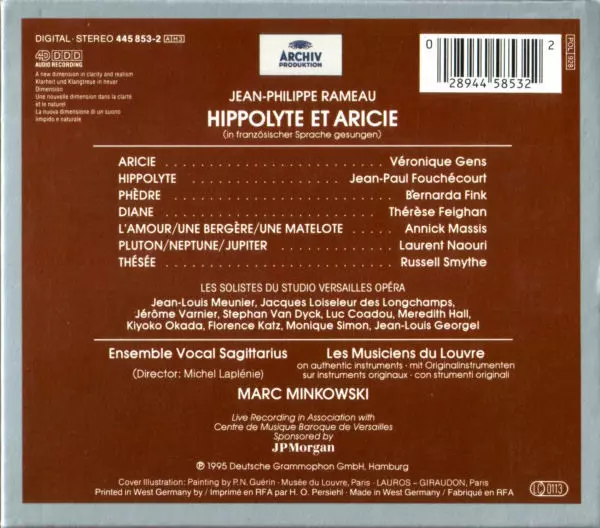 DIGITAL · STEREO 445 853-2 AH3
4D DDD
AUDIO RECORDING
A new dimension in clarity and realism
Klarheit und Klangtreue in neuer
Dimension
Une nouvelle dimension dans la clarté
et le naturel
La nuova dimensione di un suono
limpido e naturale
ARCHIV
PRODUKTION
0 28944 58532 2
POL 928
JEAN-PHILIPPE RAMEAU
HIPPOLYTE ET ARICIE
(in französischer Sprache gesungen)
ARICIE . . . . . . . . . . . . . . . . . . . . Véronique Gens
HIPPOLYTE . . . . . . . . . . . . . . . Jean-Paul Fouchécourt
PHÈDRE . . . . . . . . . . . . . . . . . . . . Bernarda Fink
DIANE . . . . . . . . . . . . . . . . . . . . Thérèse Feighan
L'AMOUR/UNE BERGÈRE/UNE MATELOTE . . . . . Annick Massis
PLUTON/NEPTUNE/JUPITER . . . . . . . . . . Laurent Naouri
THÉSÉE . . . . . . . . . . . . . . . . . . . . Russell Smythe
LES SOLISTES DU STUDIO VERSAILLES OPÉRA
Jean-Louis Meunier, Jacques Loiseleur des Longchamps,
Jérôme Varnier, Stephan Van Dyck, Luc Coadou, Meredith Hall,
Kiyoko Okada, Florence Katz, Monique Simon, Jean-Louis Georgel
Ensemble Vocal Sagittarius
(Director: Michel Laplénie)
Les Musiciens du Louvre
on authentic instruments · mit Originalinstrumenten
sur instruments originaux · con strumenti originali
MARC MINKOWSKI
Live Recording in Association with
Centre de Musique Baroque de Versailles
Sponsored by
JPMorgan
℗ 1995 Deutsche Grammophon GmbH, Hamburg
Cover Illustration: Painting by P. N. Guérin · Musée du Louvre, Paris · LAUROS – GIRAUDON, Paris
Printed in West Germany by / Imprimé en RFA par H. O. Persiehl · Made in West Germany / Fabriqué en RFA
LC 0113